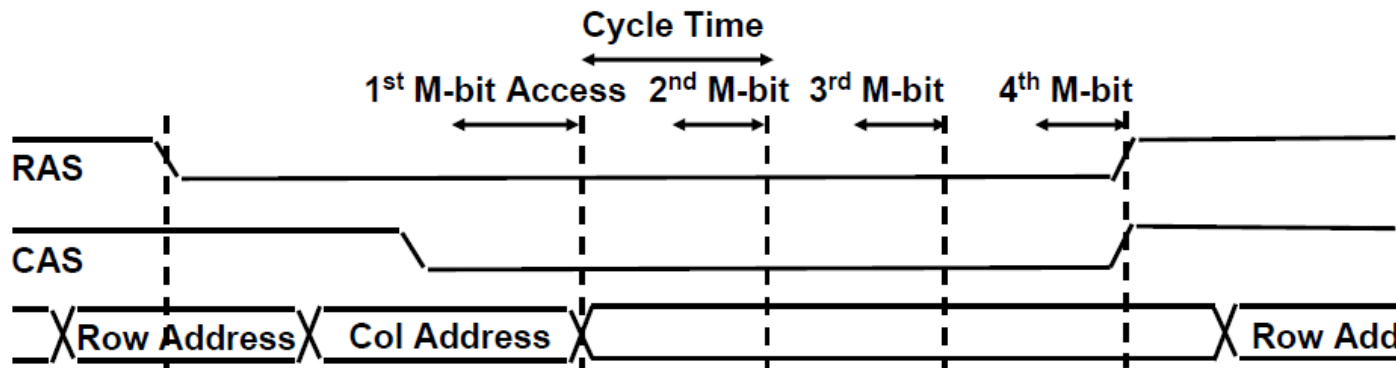 Cycle Time
1st M-bit Access 2nd M-bit 3rd M-bit 4th M-bit
RAS
CAS
Row Address Col Address Row Add